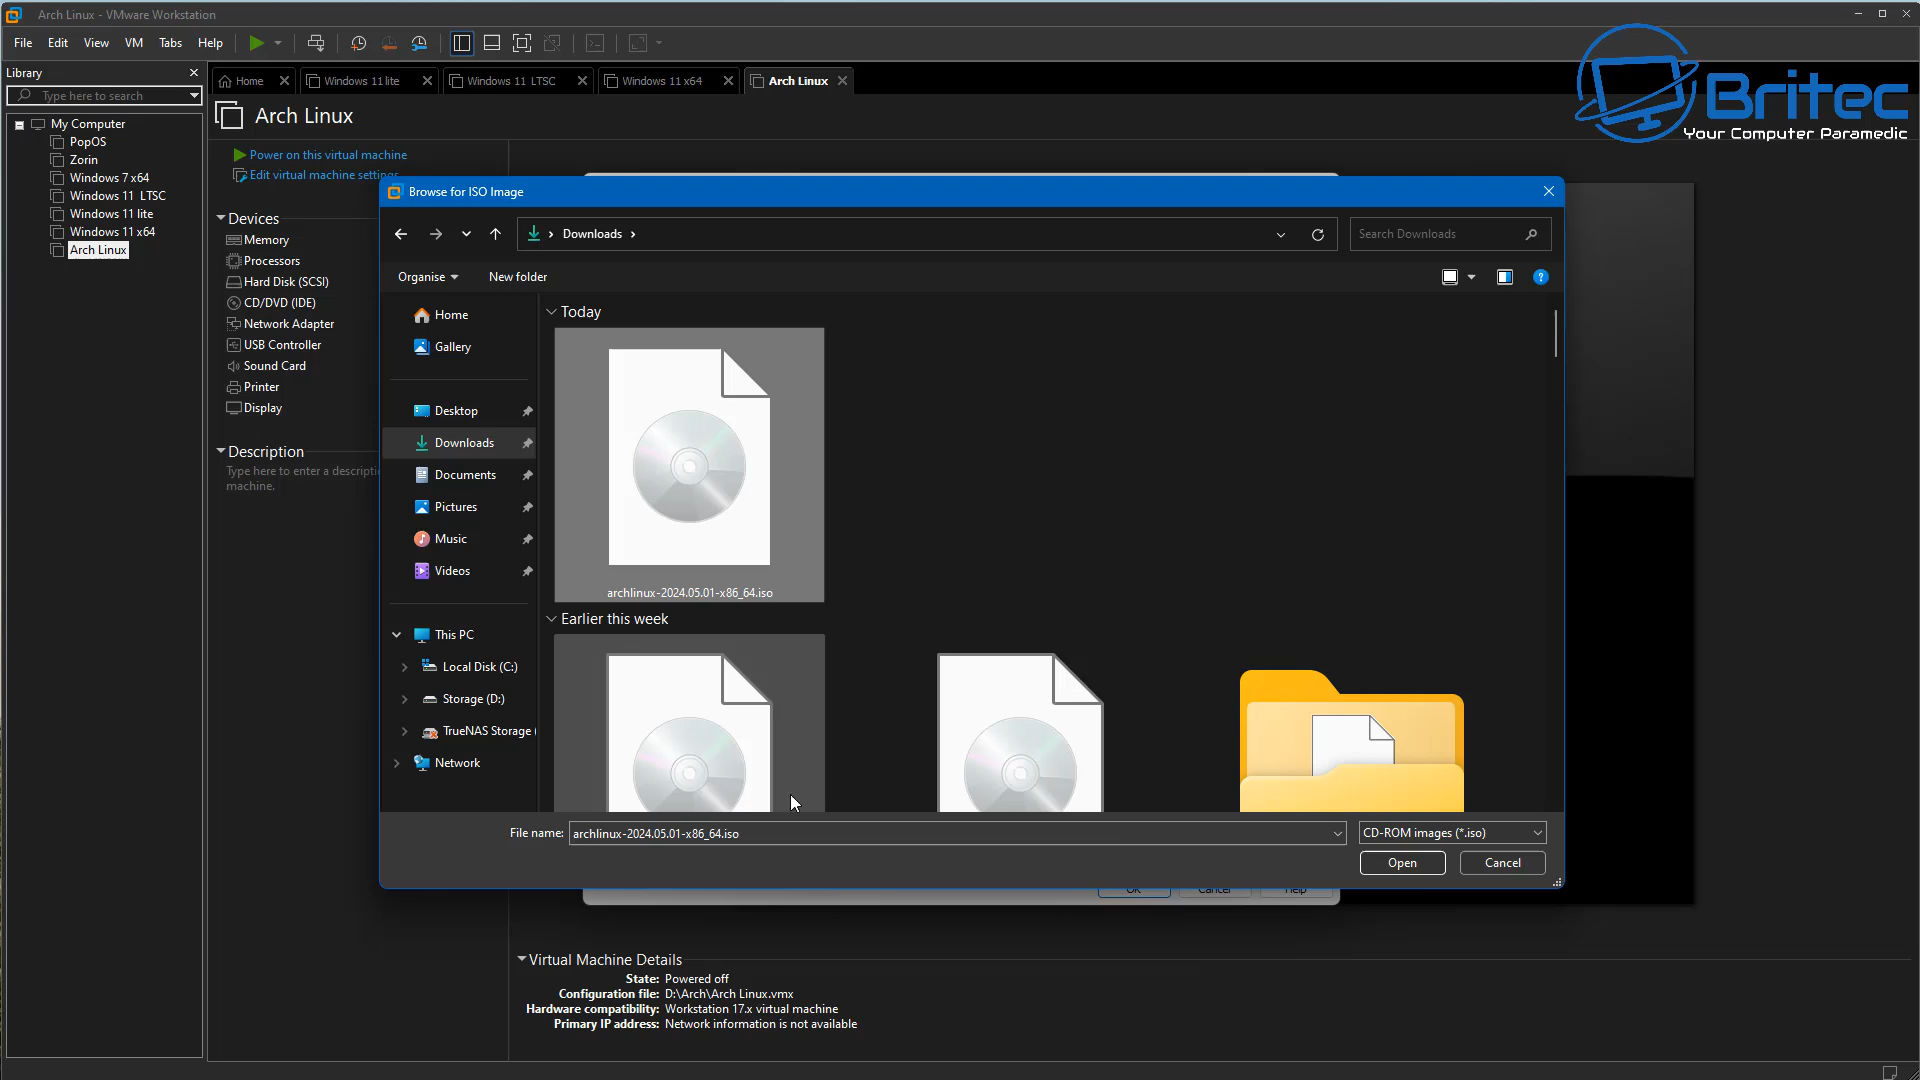 Arch Linux - VMware Workstation
File Edit View VM Tabs Help
Library
Type here to search
My Computer
PopOS
Zorin
Windows 7 x64
Windows 11 LTSC
Windows 11 lite
Windows 11 x64
Arch Linux
Home
Windows 11 lite
Windows 11 LTSC
Windows 11 x64
Arch Linux
Britec
Your Computer Paramedic
Arch Linux
Power on this virtual machine
Edit virtual machine settings
Devices
Memory
Processors
Hard Disk (SCSI)
CD/DVD (IDE)
Network Adapter
USB Controller
Sound Card
Printer
Display
Description
Type here to enter a descripti
machine.
Browse for ISO Image
Downloads
Search Downloads
Organise
New folder
?
Home
Gallery
Desktop
Downloads
Documents
Pictures
Music
Videos
This PC
Local Disk (C:)
Storage (D:)
TrueNAS Storage (
Network
Today
archlinux-2024.05.01-x86_64.iso
Earlier this week
File name: archlinux-2024.05.01-x86_64.iso
CD-ROM images (*.iso)
Open
Cancel
OK
Cancel
Help
Virtual Machine Details
State: Powered off
Configuration file: D:\Arch\Arch Linux.vmx
Hardware compatibility: Workstation 17.x virtual machine
Primary IP address: Network information is not available